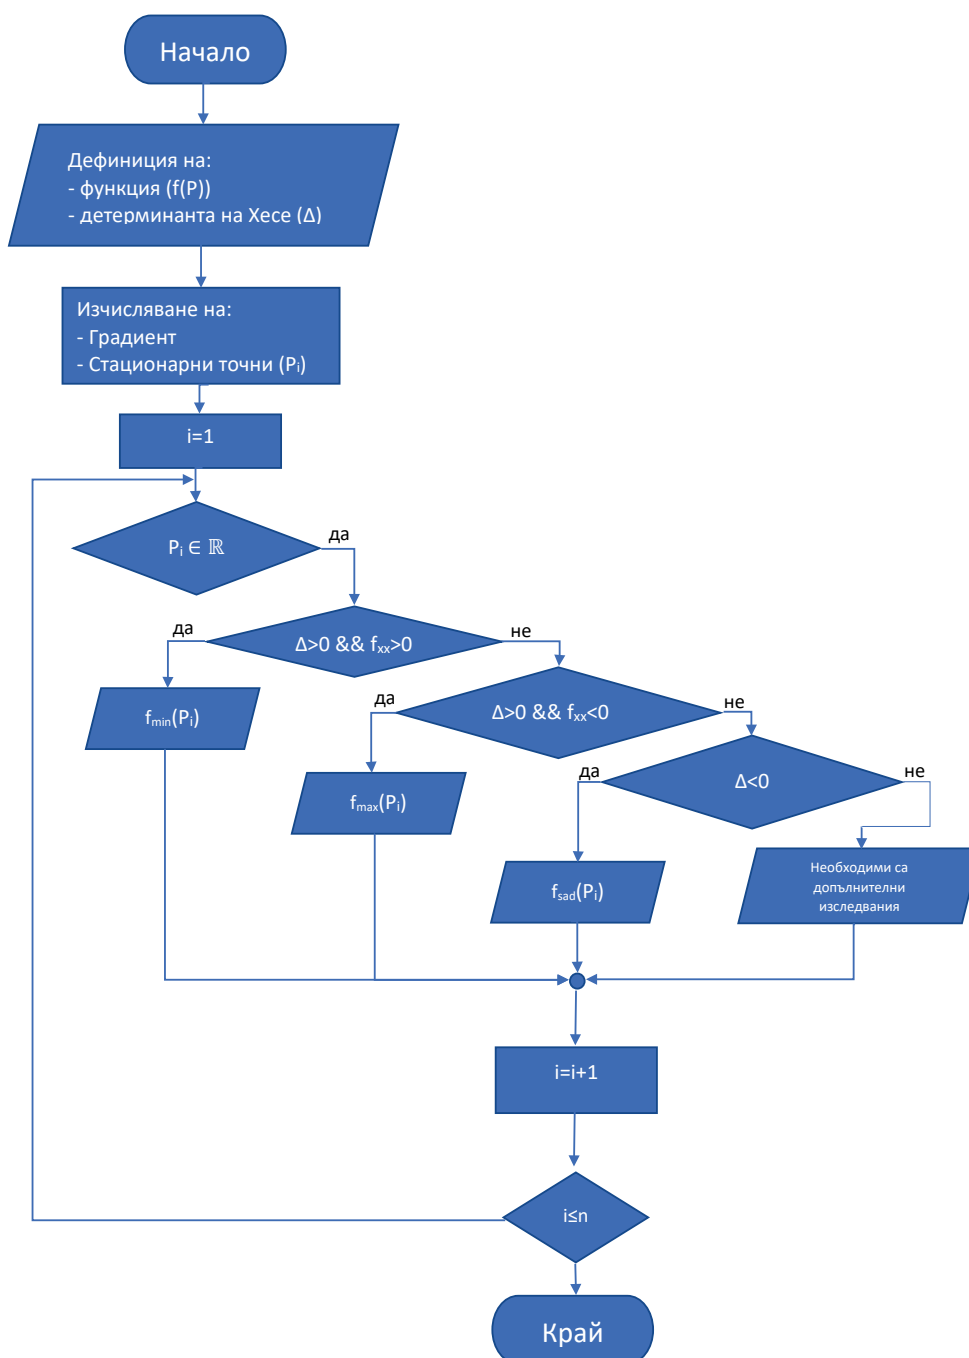 Начало
Дефиниция на:
- функция (f(P))
- детерминанта на Хесе (Δ)
Изчисляване на:
- Градиент
- Стационарни точни (Pᵢ)
i=1
Pᵢ ∈ ℝ
да
Δ>0 && fₓₓ>0
да
не
fmin(Pᵢ)
Δ>0 && fₓₓ<0
да
не
fmax(Pᵢ)
Δ<0
да
не
fsad(Pᵢ)
Необходими са
допълнителни
изследвания
i=i+1
i≤n
Край